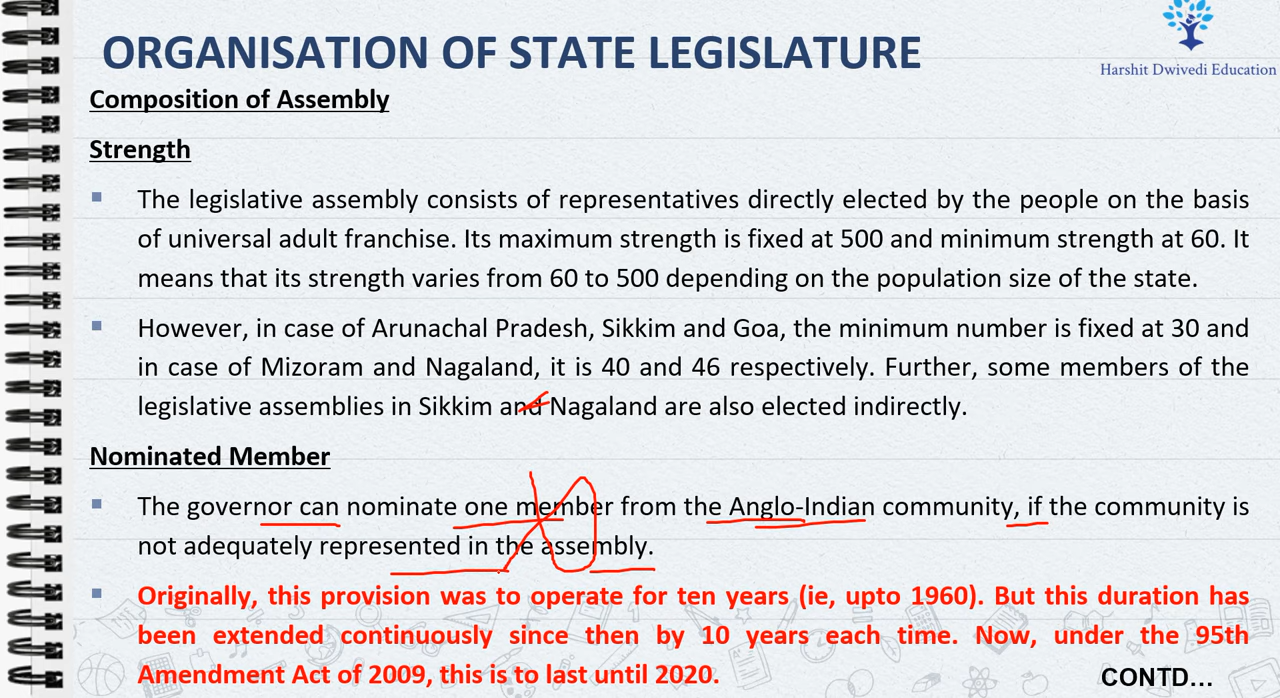 ORGANISATION OF STATE LEGISLATURE
Harshit Dwivedi Education
Composition of Assembly
Strength
▪ The legislative assembly consists of representatives directly elected by the people on the basis
of universal adult franchise. Its maximum strength is fixed at 500 and minimum strength at 60. It
means that its strength varies from 60 to 500 depending on the population size of the state.
▪ However, in case of Arunachal Pradesh, Sikkim and Goa, the minimum number is fixed at 30 and
in case of Mizoram and Nagaland, it is 40 and 46 respectively. Further, some members of the
legislative assemblies in Sikkim and Nagaland are also elected indirectly.
Nominated Member
▪ The governor can nominate one member from the Anglo-Indian community, if the community is
not adequately represented in the assembly.
▪ Originally, this provision was to operate for ten years (ie, upto 1960). But this duration has
been extended continuously since then by 10 years each time. Now, under the 95th
Amendment Act of 2009, this is to last until 2020.
CONTD...